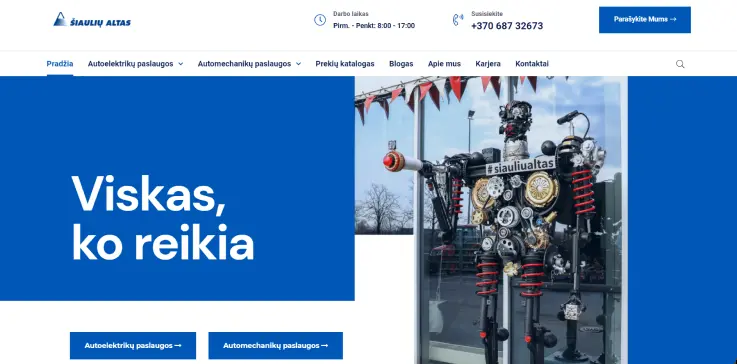 ŠIAULIŲ ALTAS
Darbo laikas
Pirm. - Penkt: 8:00 - 17:00
Susisiekite
+370 687 32673
Parašykite Mums →
Pradžia
Autoelektrikų paslaugos
Automechanikų paslaugos
Prekių katalogas
Blogas
Apie mus
Karjera
Kontaktai
#siauliualtas
Viskas,
ko reikia
Autoelektrikų paslaugos →
Automechanikų paslaugos →